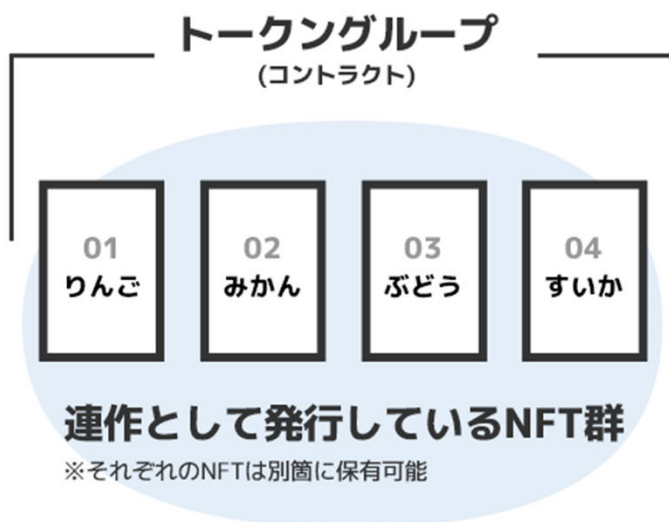 トークングループ
(コントラクト)
01
りんご
02
みかん
03
ぶどう
04
すいか
連作として発行しているNFT群
※それぞれのNFTは別箇に保有可能